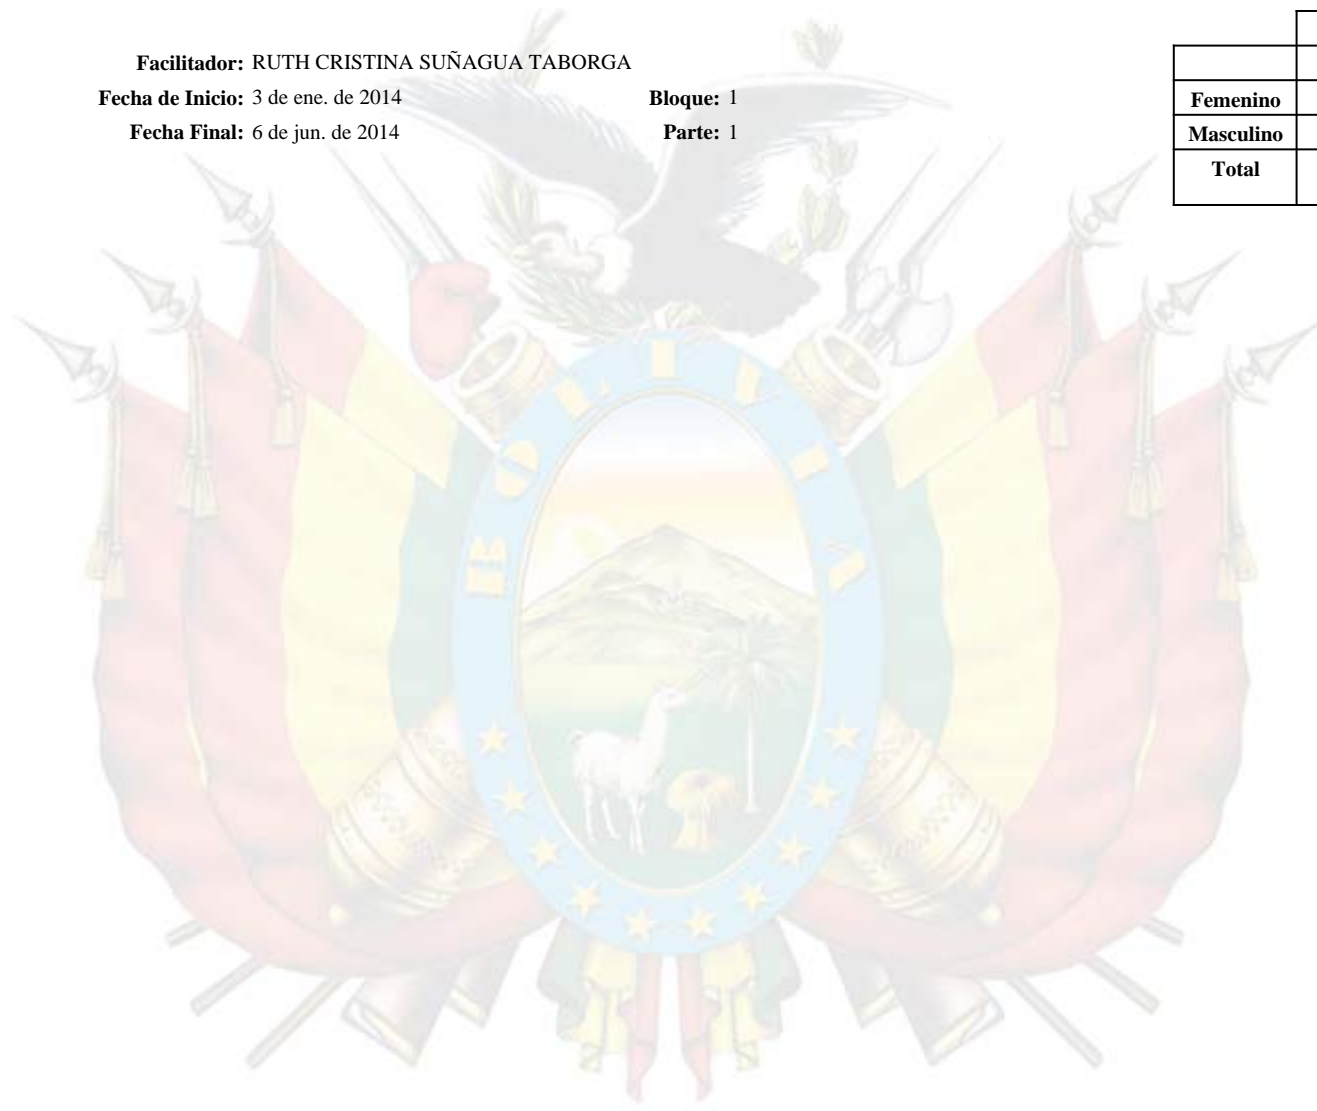 Facilitador: RUTH CRISTINA SUÑAGUA TABORGA
Fecha de Inicio: 3 de ene. de 2014 Bloque: 1
Fecha Final: 6 de jun. de 2014 Parte: 1
Femenino
Masculino
Total
BOLIVIA